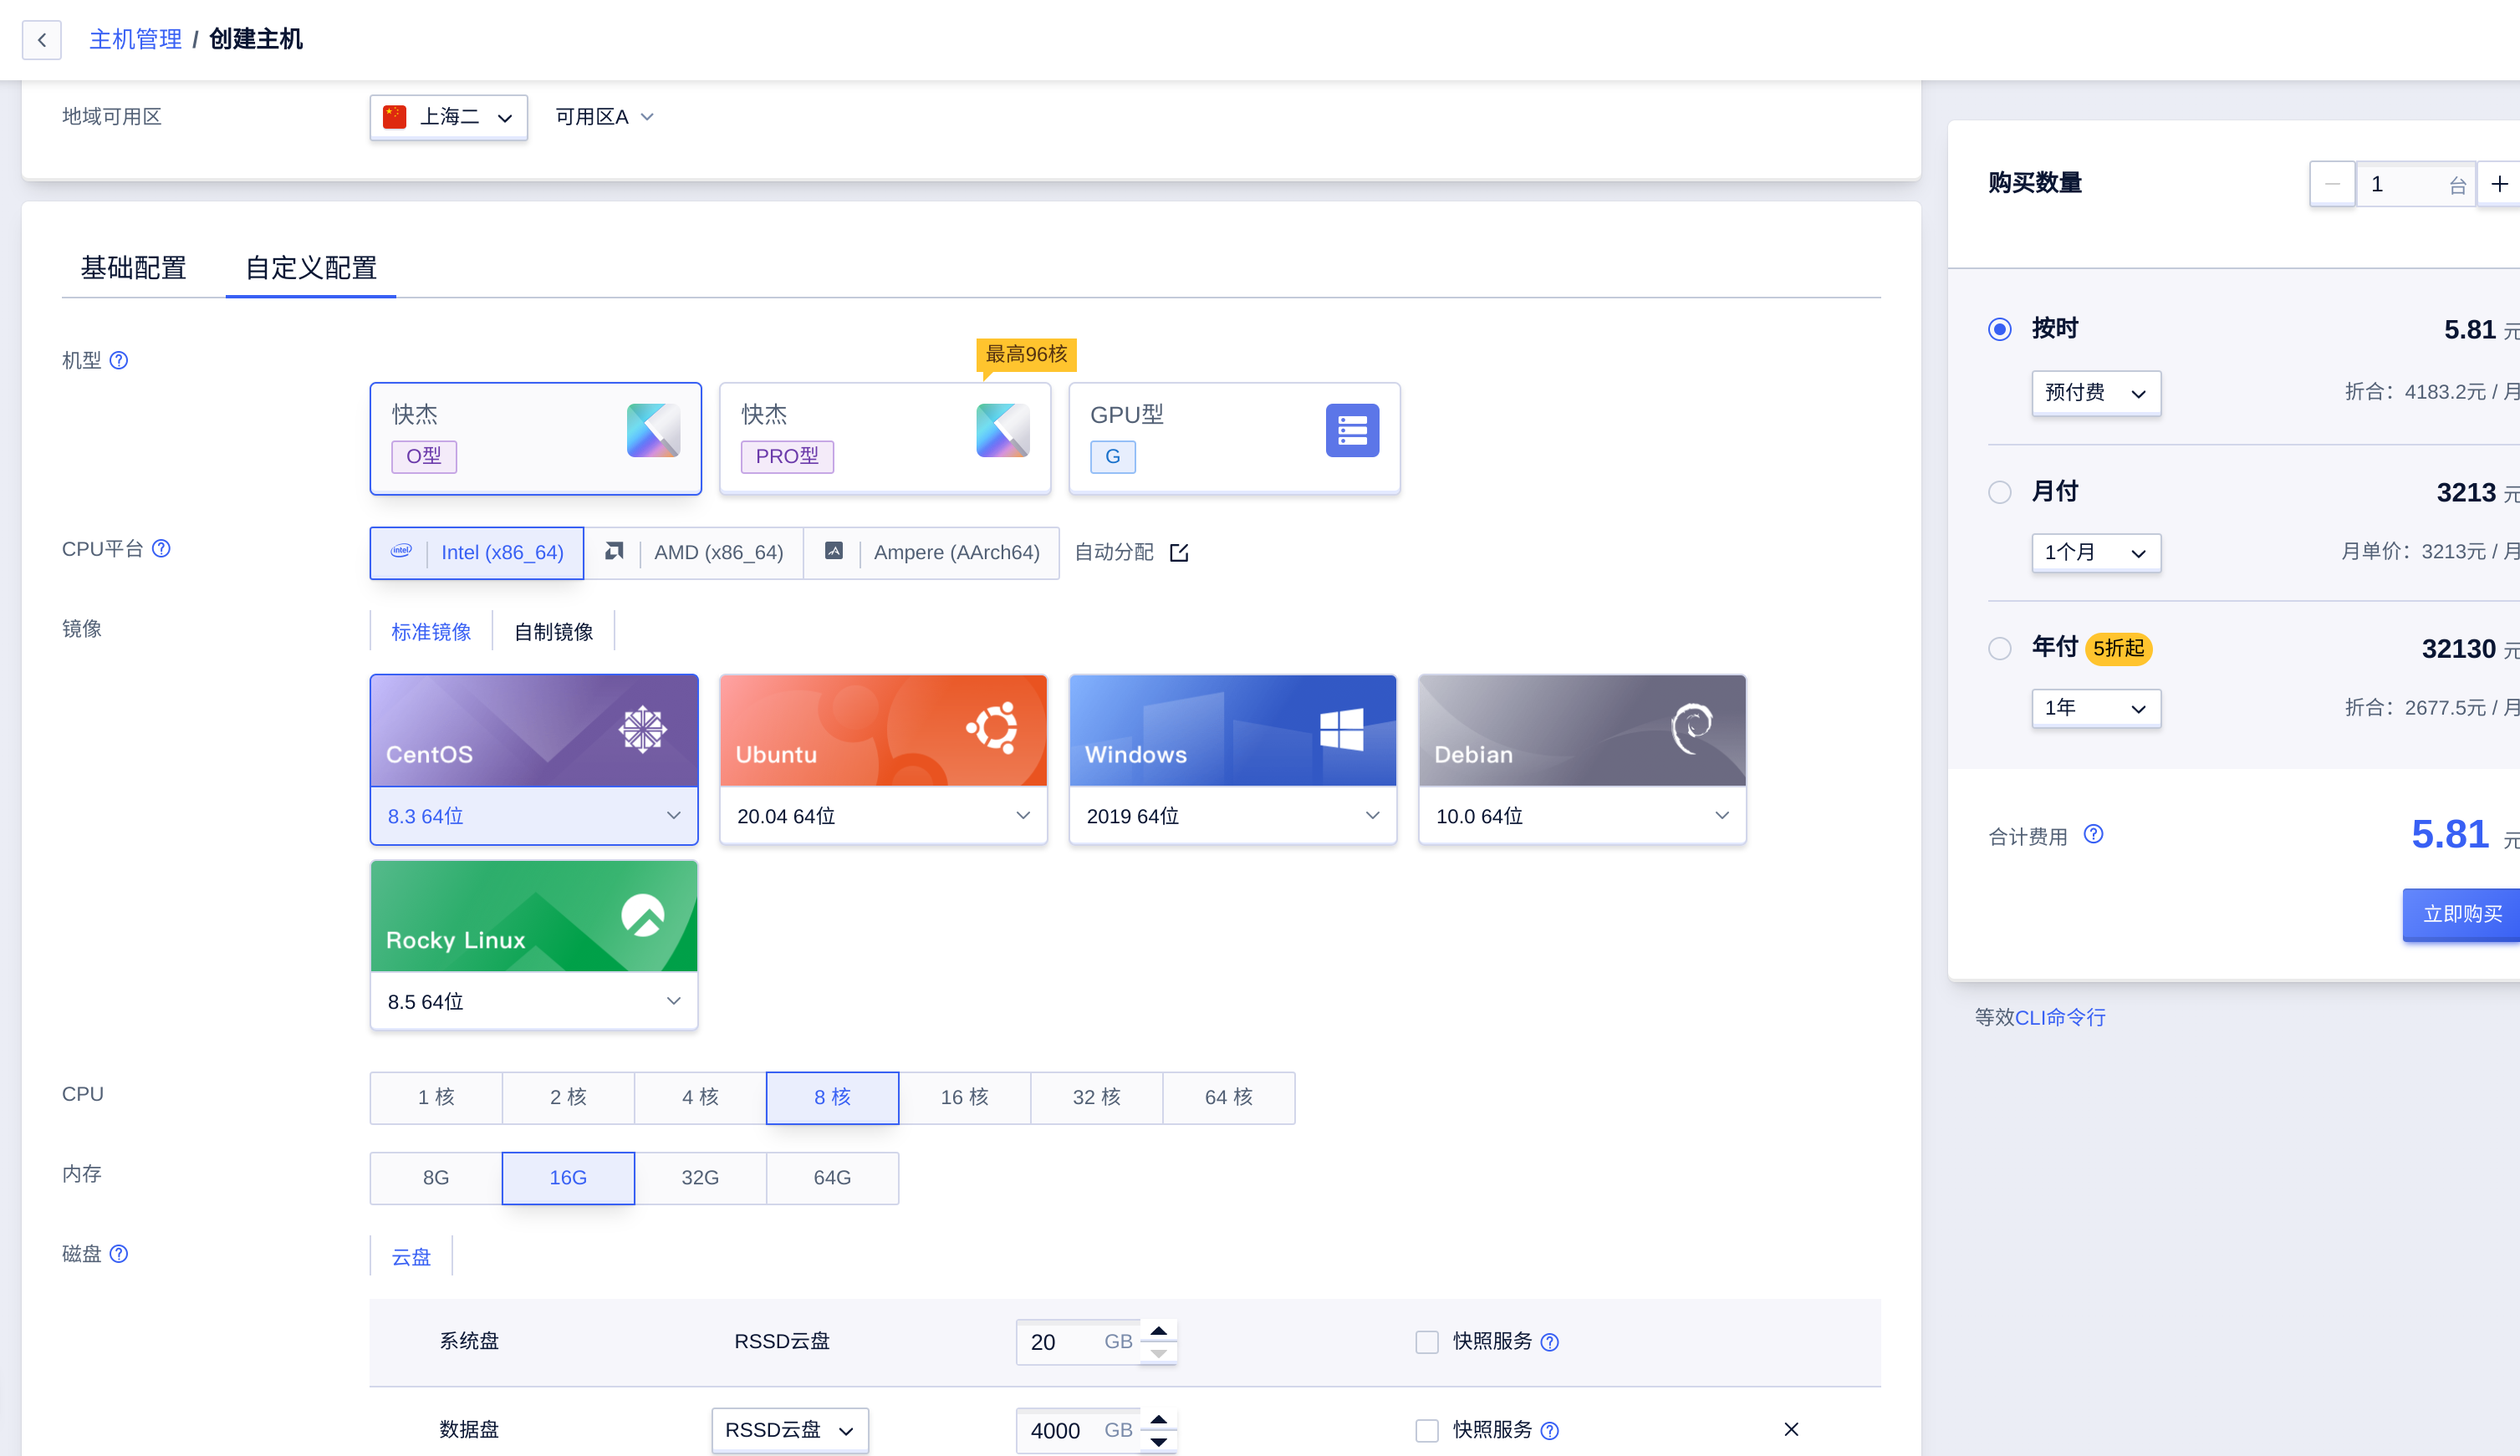 主机管理 / 创建主机
地域可用区
上海二
可用区A
基础配置
自定义配置
机型
最高96核
快杰
O型
快杰
PRO型
GPU型
G
CPU平台
intel
Intel (x86_64)
AMD (x86_64)
Ampere (AArch64)
自动分配
镜像
标准镜像
自制镜像
CentOS
8.3 64位
Ubuntu
20.04 64位
Windows
2019 64位
Debian
10.0 64位
Rocky Linux
8.5 64位
CPU
1 核
2 核
4 核
8 核
16 核
32 核
64 核
内存
8G
16G
32G
64G
磁盘
云盘
系统盘
RSSD云盘
20 GB
快照服务
数据盘
RSSD云盘
4000 GB
快照服务
购买数量
1 台
按时
5.81 元
预付费
折合：4183.2元 / 月
月付
3213 元
1个月
月单价：3213元 / 月
年付 5折起
32130 元
1年
折合：2677.5元 / 月
合计费用
5.81 元
立即购买
等效CLI命令行